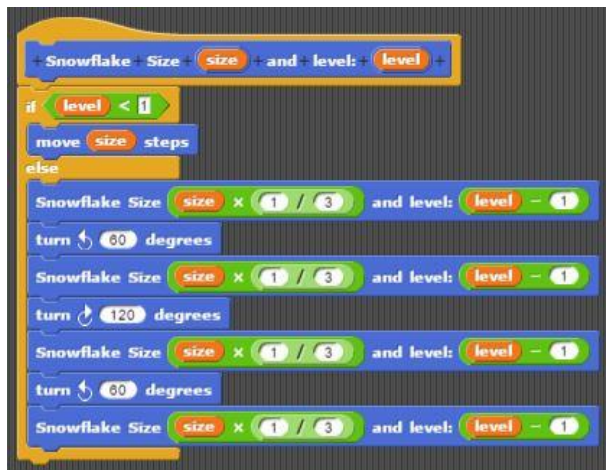 + Snowflake + Size + size + and + level: + level +
if level < 1
move size steps
else
Snowflake Size size × 1 / 3 and level: level - 1
turn ↺ 60 degrees
Snowflake Size size × 1 / 3 and level: level - 1
turn ↻ 120 degrees
Snowflake Size size × 1 / 3 and level: level - 1
turn ↺ 60 degrees
Snowflake Size size × 1 / 3 and level: level - 1